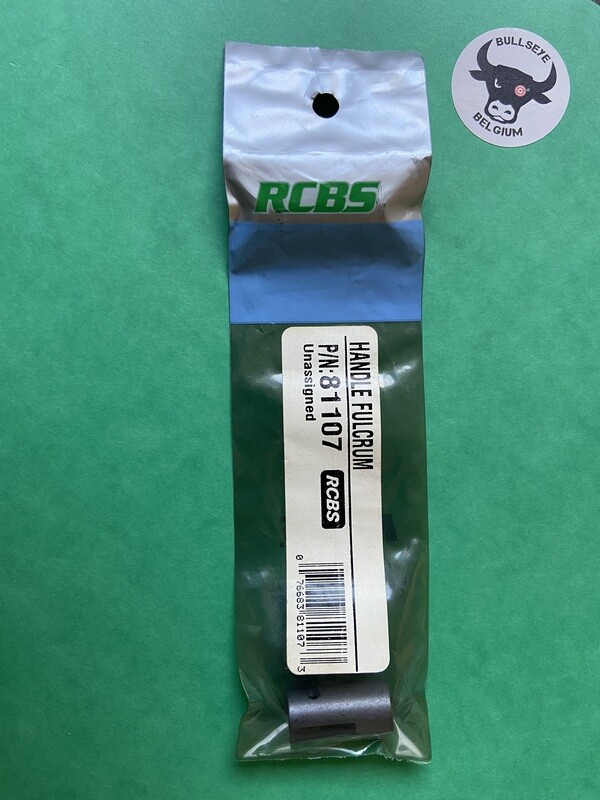 BULLSEYE
BELGIUM
RCBS
HANDLE FULCRUM
P/N:81107
Unassigned
RCBS
0 76683 81107 3